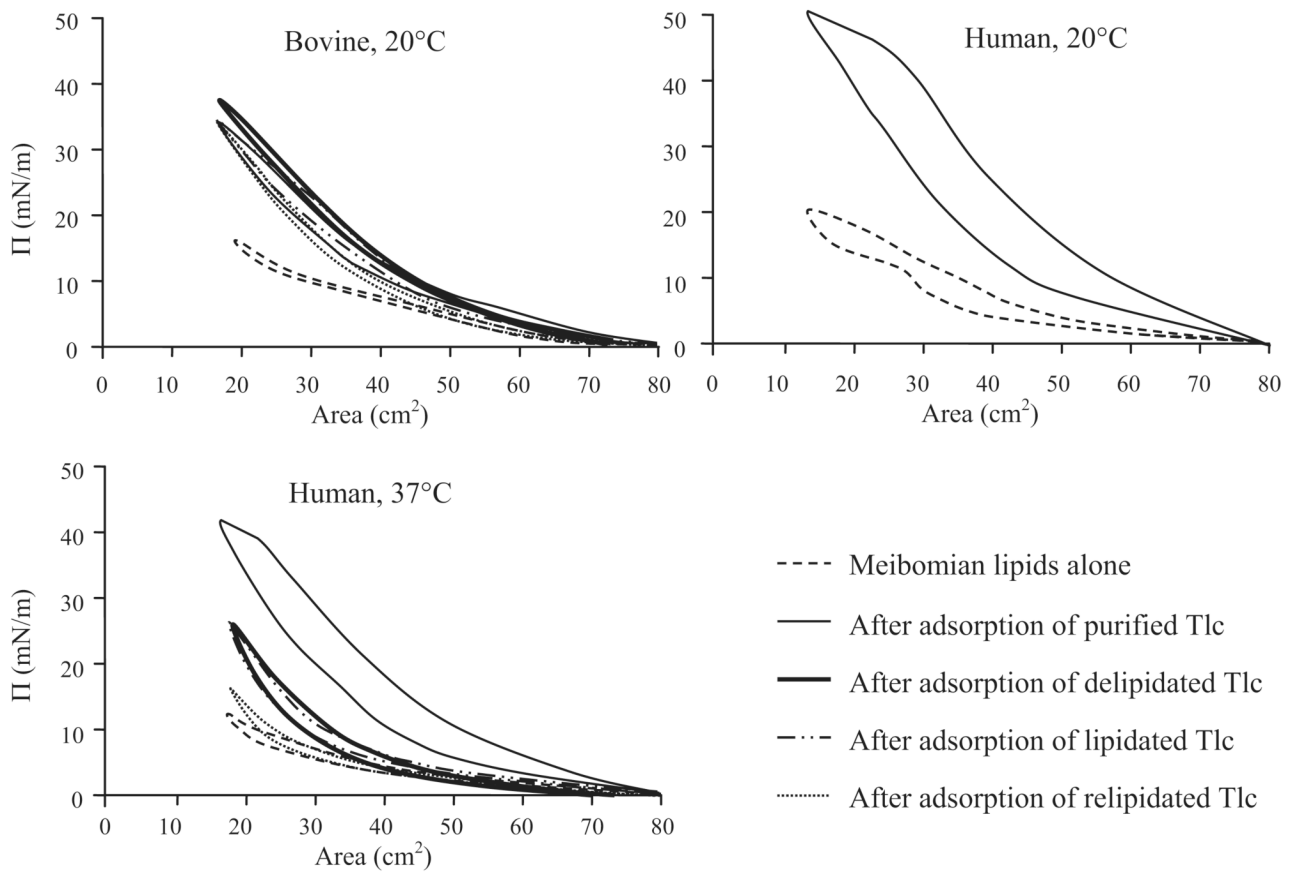 Bovine, 20°C
Π (mN/m)
50
40
30
20
10
0
0 10 20 30 40 50 60 70 80
Area (cm²)
Human, 20°C
50
40
30
20
10
0
0 10 20 30 40 50 60 70 80
Area (cm²)
Human, 37°C
Π (mN/m)
50
40
30
20
10
0
0 10 20 30 40 50 60 70 80
Area (cm²)
Meibomian lipids alone
After adsorption of purified Tlc
After adsorption of delipidated Tlc
After adsorption of lipidated Tlc
After adsorption of relipidated Tlc